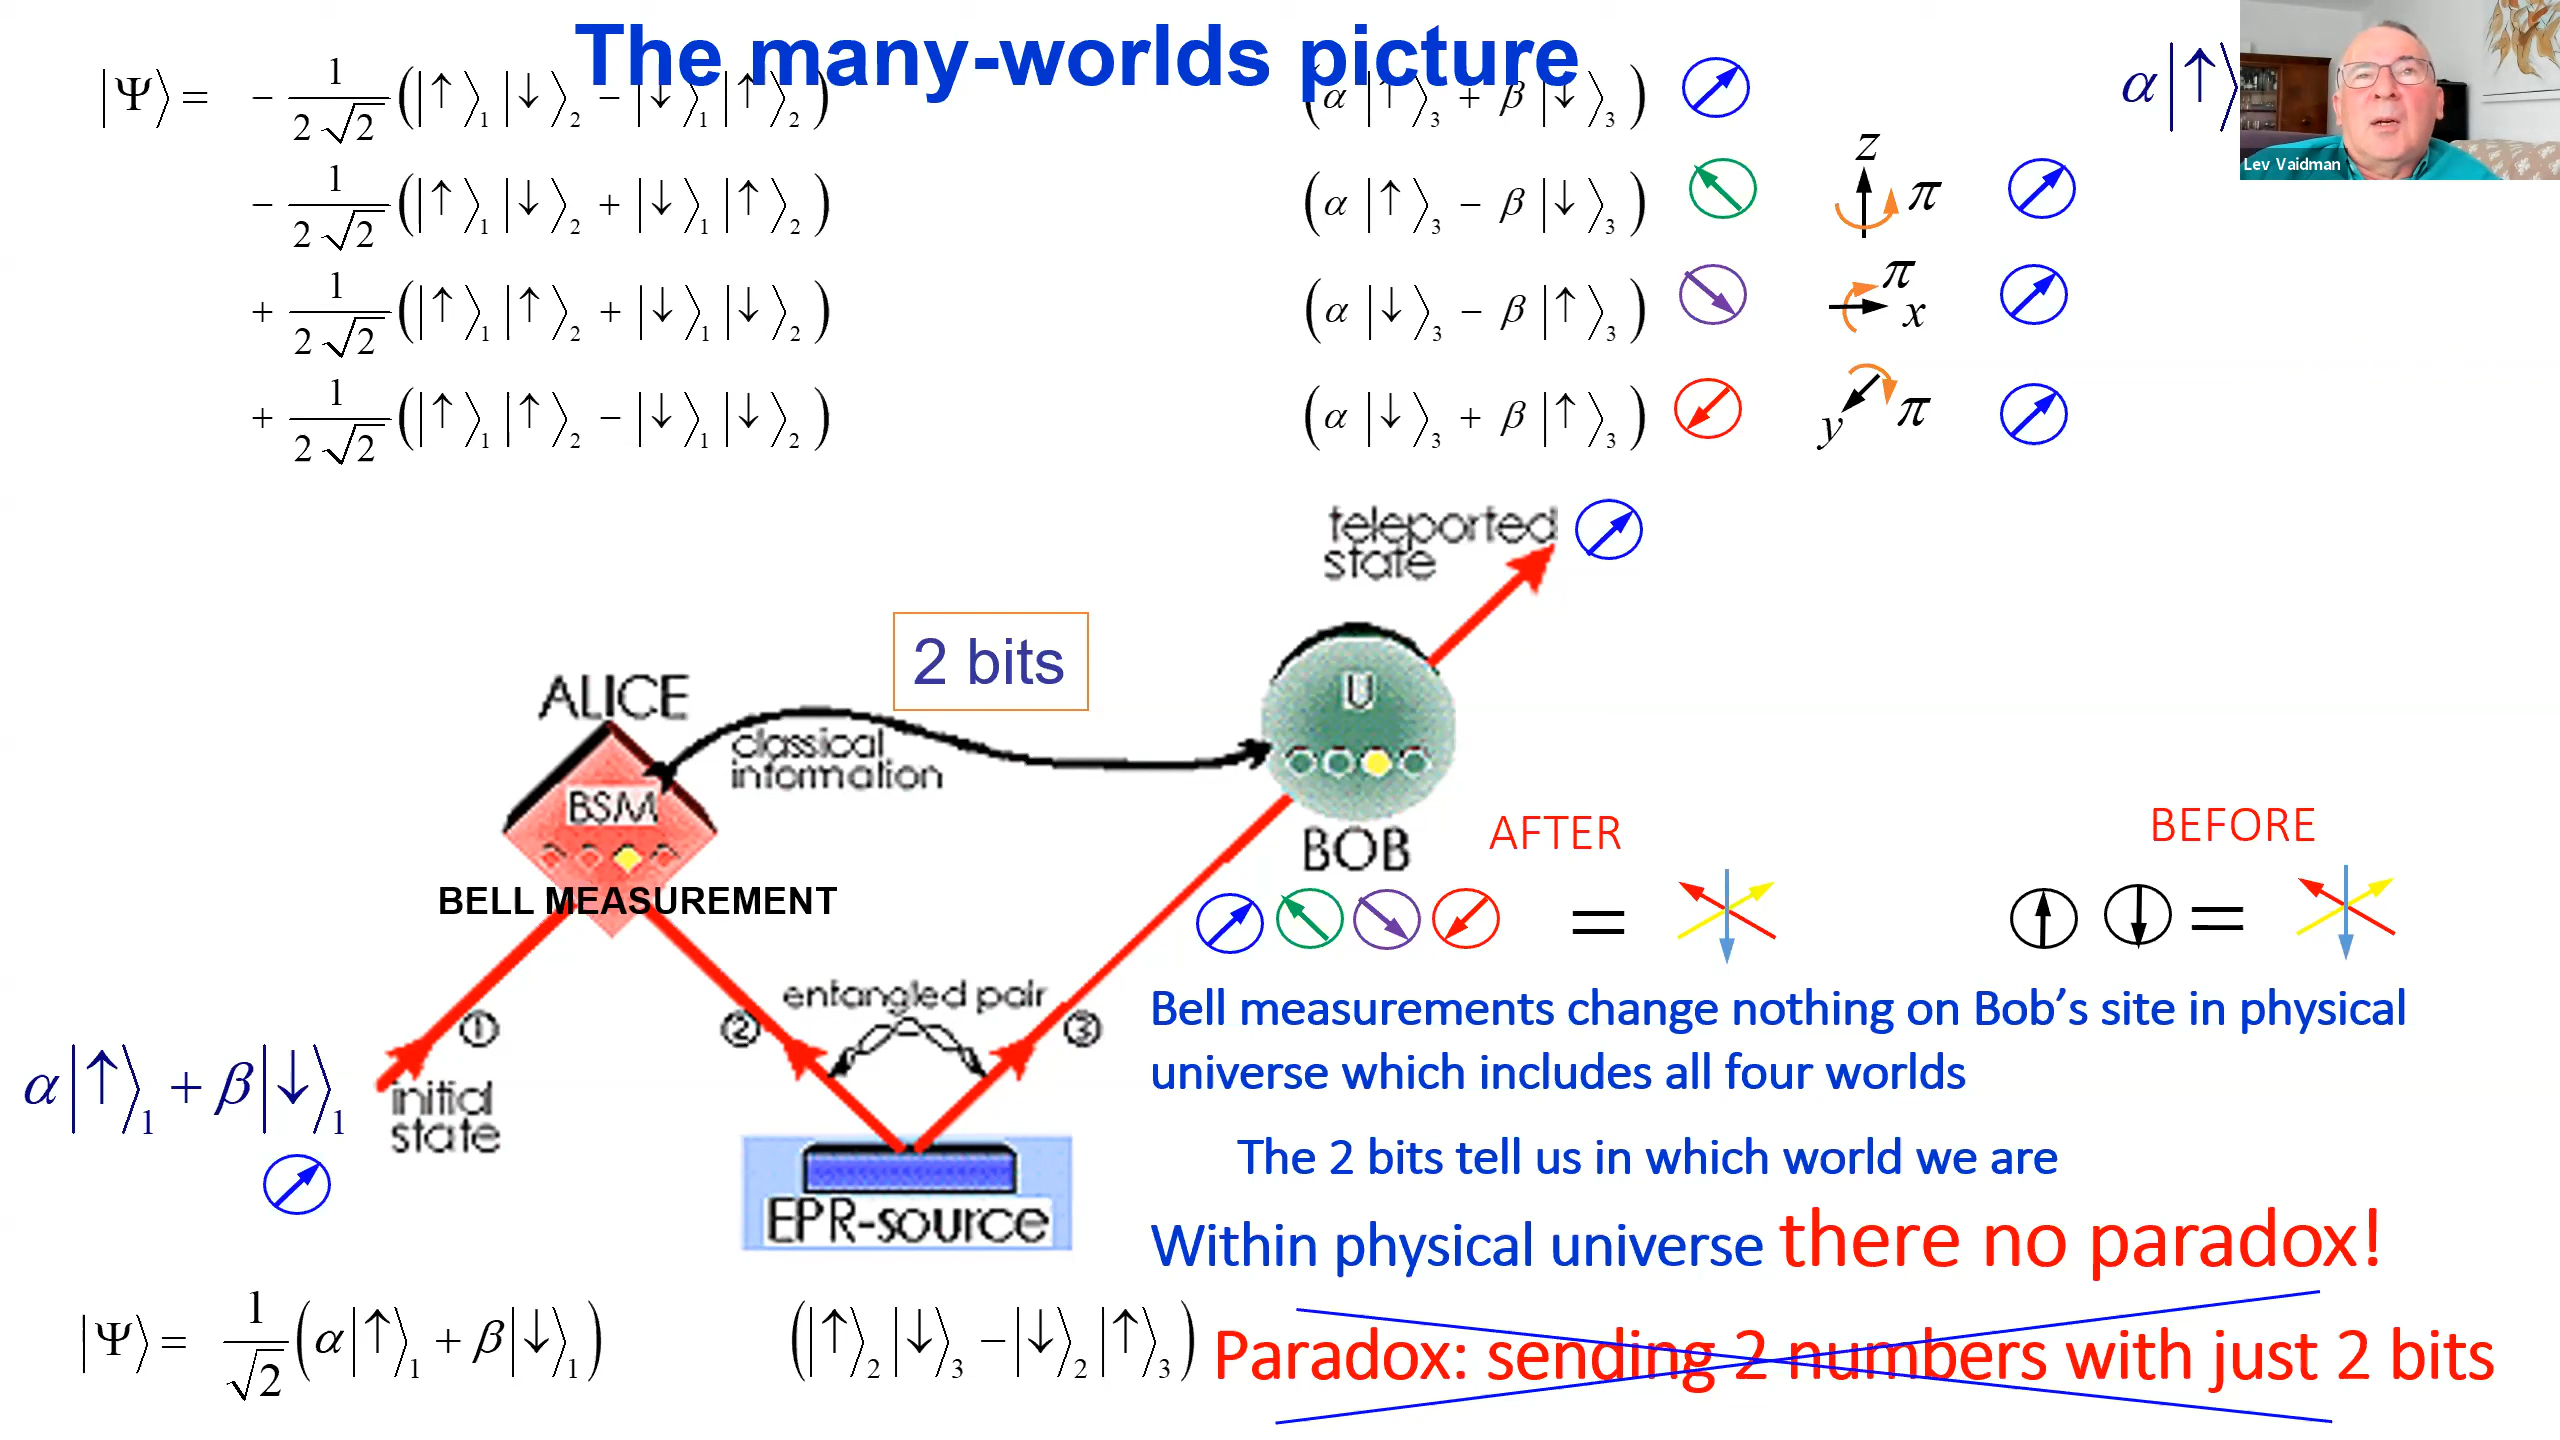 The many-worlds picture
|Ψ⟩ = − 1/(2√2) (|↑⟩₁ |↓⟩₂ − |↓⟩₁ |↑⟩₂) (α |↑⟩₃ + β |↓⟩₃)
α|↑⟩
Lev Vaidman
− 1/(2√2) (|↑⟩₁ |↓⟩₂ + |↓⟩₁ |↑⟩₂) (α |↑⟩₃ − β |↓⟩₃) z π
+ 1/(2√2) (|↑⟩₁ |↑⟩₂ + |↓⟩₁ |↓⟩₂) (α |↓⟩₃ − β |↑⟩₃) π x
+ 1/(2√2) (|↑⟩₁ |↑⟩₂ − |↓⟩₁ |↓⟩₂) (α |↓⟩₃ + β |↑⟩₃) y π
teleported
state
2 bits
ALICE
U
classical
information
BSM
BOB
AFTER
BEFORE
BELL MEASUREMENT
= =
entangled pair
① ② ③
Bell measurements change nothing on Bob's site in physical
universe which includes all four worlds
α|↑⟩₁ + β|↓⟩₁
initial
state
The 2 bits tell us in which world we are
EPR-source
Within physical universe there no paradox!
|Ψ⟩ = 1/√2 (α|↑⟩₁ + β|↓⟩₁) (|↑⟩₂ |↓⟩₃ − |↓⟩₂ |↑⟩₃)
Paradox: sending 2 numbers with just 2 bits